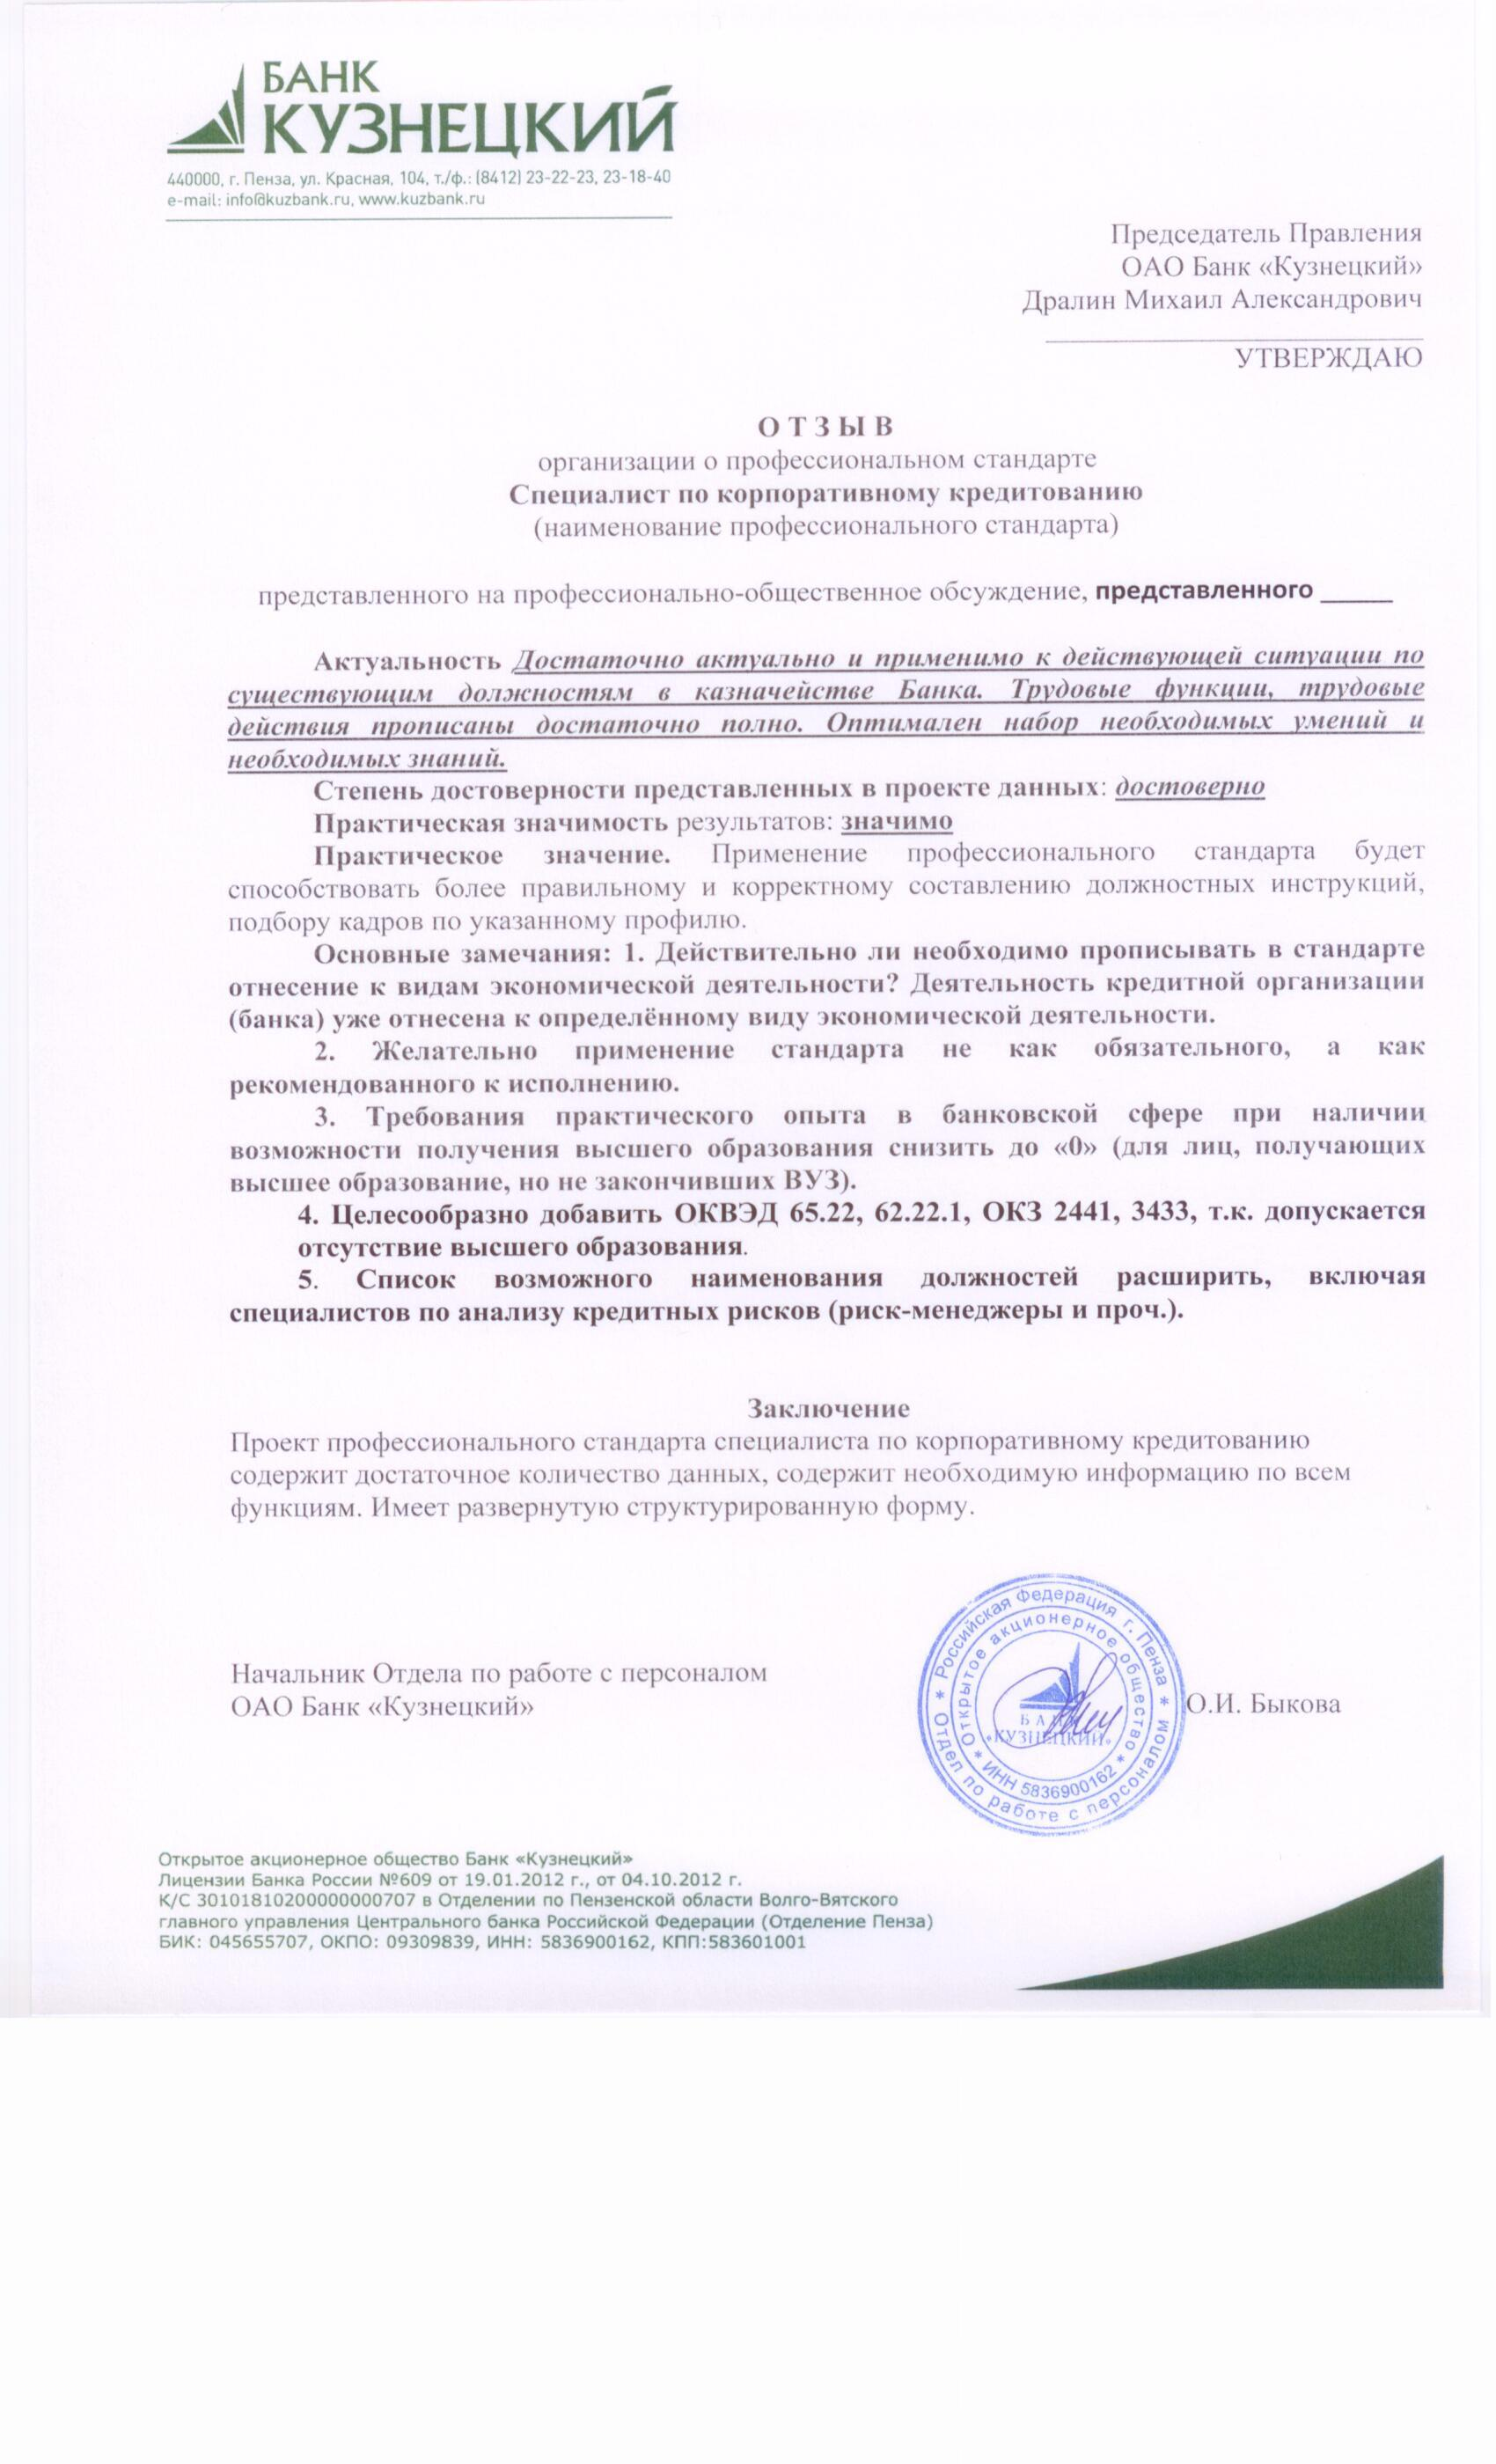 БАНК
КУЗНЕЦКИЙ
440000, г. Пенза, ул. Красная, 104, т./ф.: (8412) 23-22-23, 23-18-40
e-mail: info@kuzbank.ru, www.kuzbank.ru
Председатель Правления
ОАО Банк «Кузнецкий»
Дралин Михаил Александрович
УТВЕРЖДАЮ
О Т З Ы В
организации о профессиональном стандарте
Специалист по корпоративному кредитованию
(наименование профессионального стандарта)
представленного на профессионально-общественное обсуждение, представленного _____
Актуальность Достаточно актуально и применимо к действующей ситуации по
существующим должностям в казначействе Банка. Трудовые функции, трудовые
действия прописаны достаточно полно. Оптимален набор необходимых умений и
необходимых знаний.
Степень достоверности представленных в проекте данных: достоверно
Практическая значимость результатов: значимо
Практическое значение. Применение профессионального стандарта будет
способствовать более правильному и корректному составлению должностных инструкций,
подбору кадров по указанному профилю.
Основные замечания: 1. Действительно ли необходимо прописывать в стандарте
отнесение к видам экономической деятельности? Деятельность кредитной организации
(банка) уже отнесена к определённому виду экономической деятельности.
2. Желательно применение стандарта не как обязательного, а как
рекомендованного к исполнению.
3. Требования практического опыта в банковской сфере при наличии
возможности получения высшего образования снизить до «0» (для лиц, получающих
высшее образование, но не закончивших ВУЗ).
4. Целесообразно добавить ОКВЭД 65.22, 62.22.1, ОКЗ 2441, 3433, т.к. допускается
отсутствие высшего образования.
5. Список возможного наименования должностей расширить, включая
специалистов по анализу кредитных рисков (риск-менеджеры и проч.).
Заключение
Проект профессионального стандарта специалиста по корпоративному кредитованию
содержит достаточное количество данных, содержит необходимую информацию по всем
функциям. Имеет развернутую структурированную форму.
Начальник Отдела по работе с персоналом
ОАО Банк «Кузнецкий»
Российская Федерация г. Пенза * Отдел по работе с персоналом *
Открытое акционерное общество * ИНН 5836900162 *
«КУЗНЕЦКИЙ»
О.И. Быкова
Открытое акционерное общество Банк «Кузнецкий»
Лицензии Банка России №609 от 19.01.2012 г., от 04.10.2012 г.
К/С 30101810200000000707 в Отделении по Пензенской области Волго-Вятского
главного управления Центрального банка Российской Федерации (Отделение Пенза)
БИК: 045655707, ОКПО: 09309839, ИНН: 5836900162, КПП:583601001